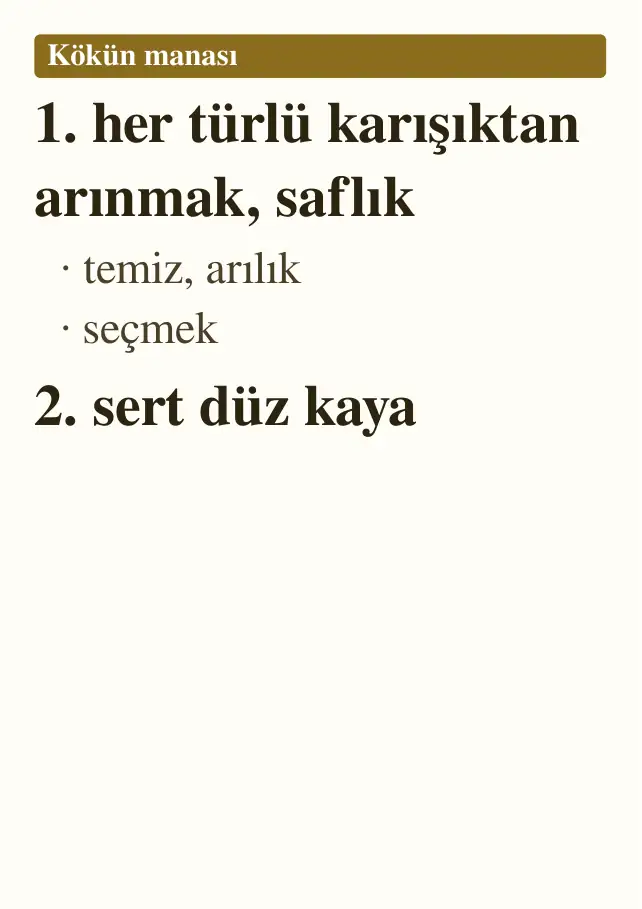 Kökün manası
1. her türlü karışıktan
arınmak, saflık
· temiz, arılık
· seçmek
2. sert düz kaya